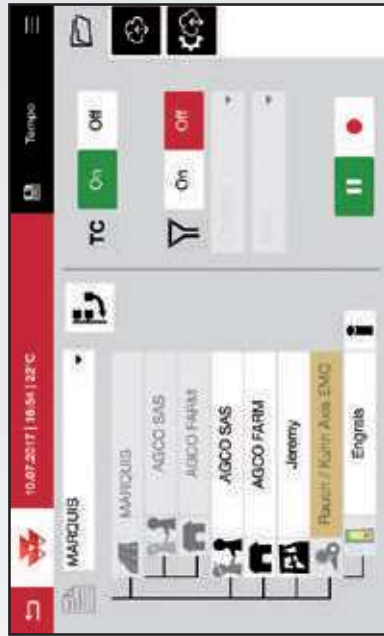 10.07.2017 | 16:54 | 22°C
Tempo
MARQUIS
MARQUIS
AGCO SAS
AGCO FARM
AGCO SAS
AGCO FARM
Jeremy
Rauch / Kuhn Axis EMC
Engrais
TC
On
Off
On
Off